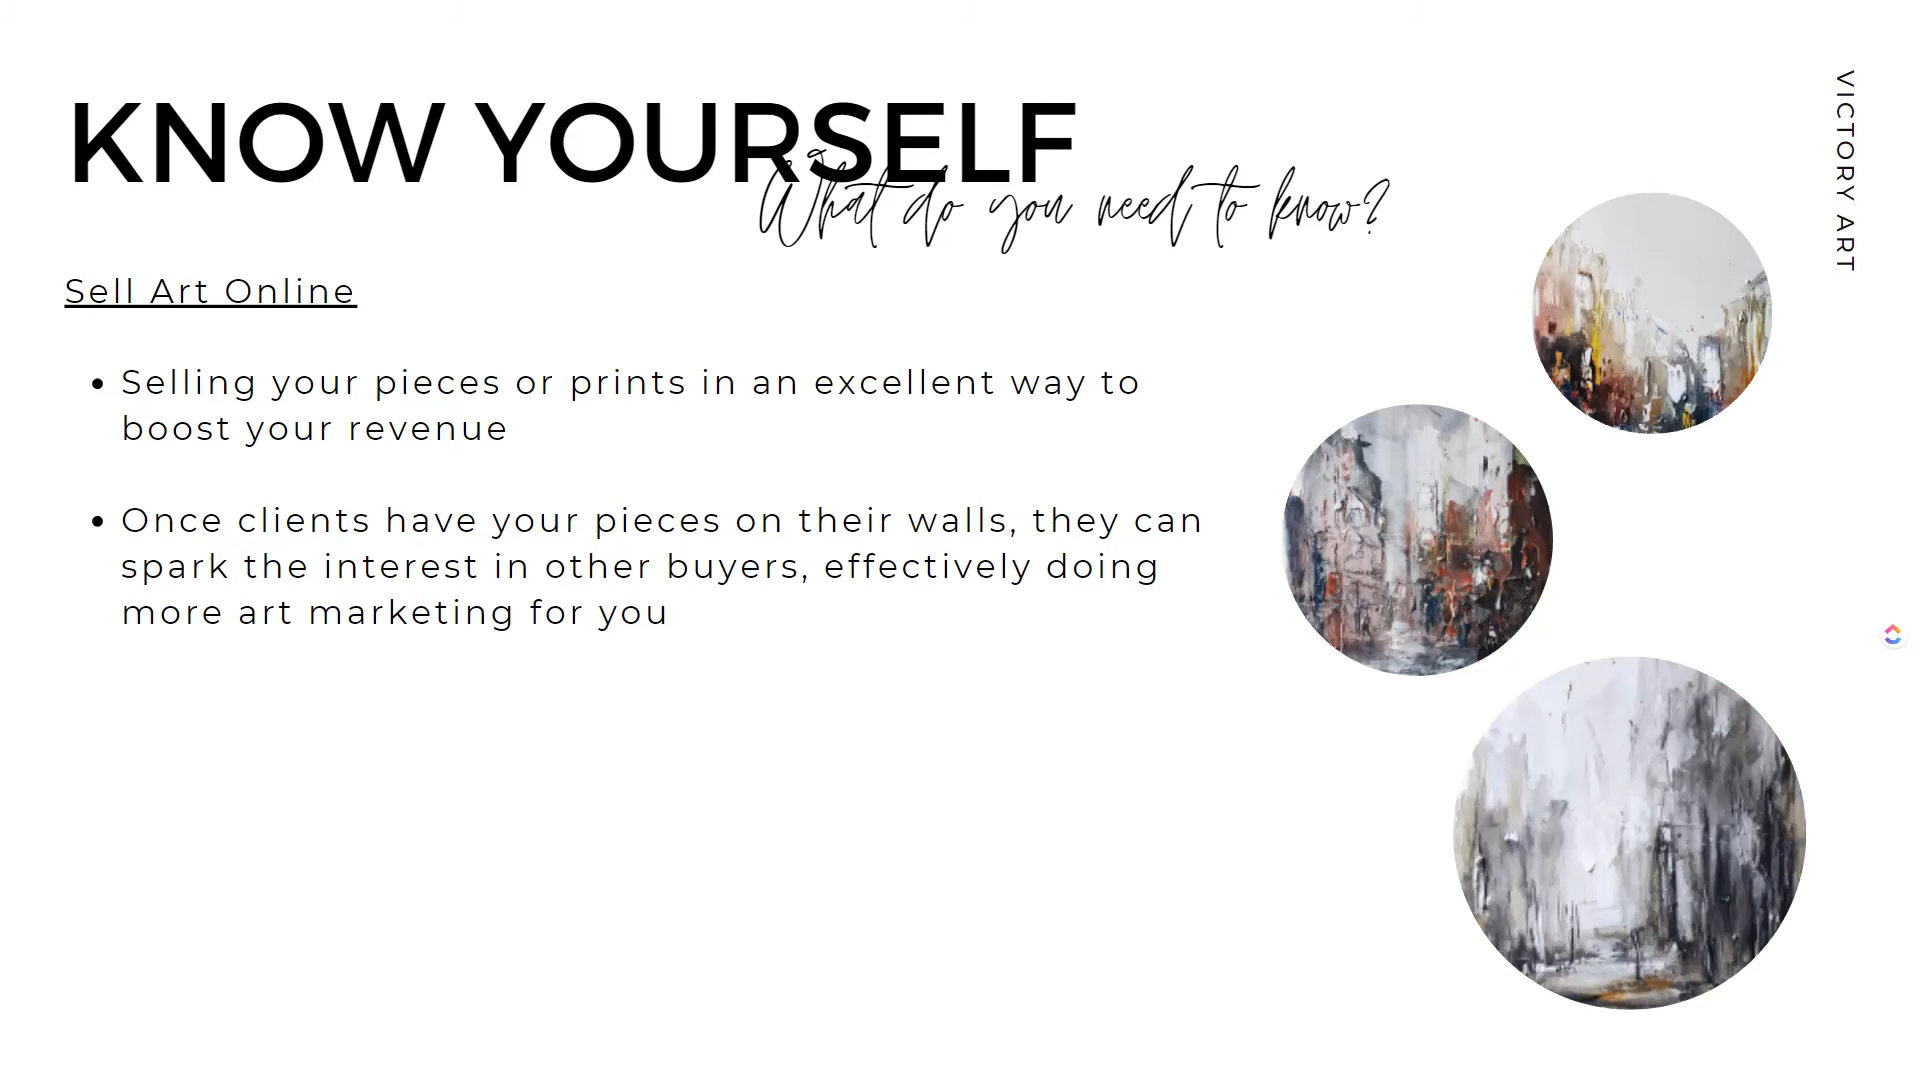 KNOW YOURSELF
What do you need to know?
VICTORY ART
Sell Art Online
• Selling your pieces or prints in an excellent way to
boost your revenue
• Once clients have your pieces on their walls, they can
spark the interest in other buyers, effectively doing
more art marketing for you